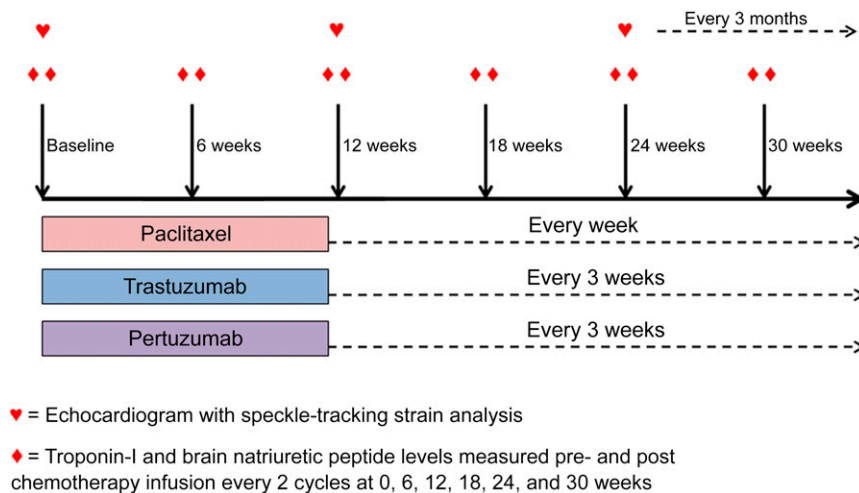 Every 3 months
Baseline
6 weeks
12 weeks
18 weeks
24 weeks
30 weeks
Paclitaxel
Every week
Trastuzumab
Every 3 weeks
Pertuzumab
Every 3 weeks
♥ = Echocardiogram with speckle-tracking strain analysis
♦ = Troponin-I and brain natriuretic peptide levels measured pre- and post
chemotherapy infusion every 2 cycles at 0, 6, 12, 18, 24, and 30 weeks